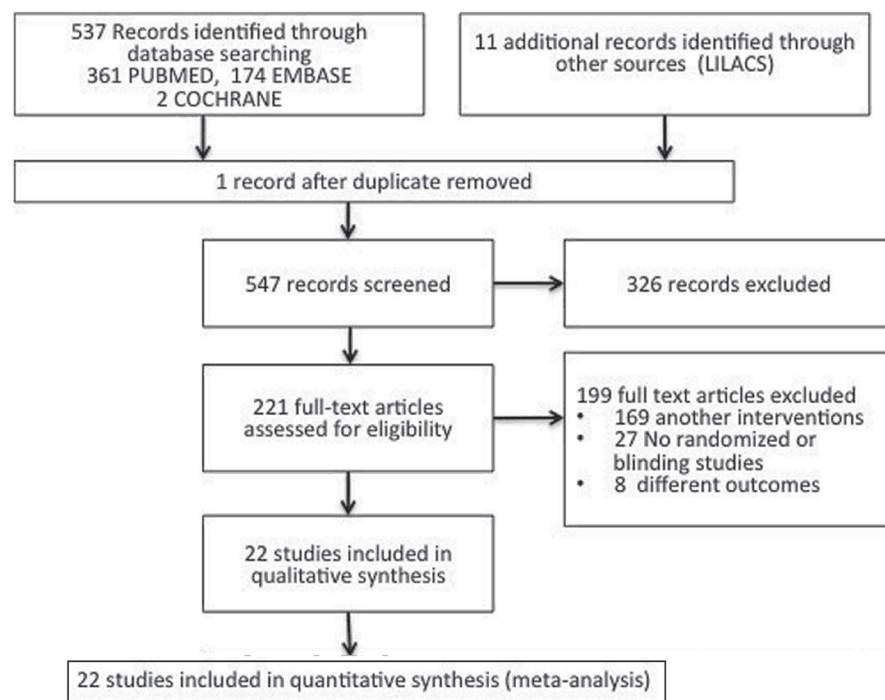 537 Records identified through
database searching
361 PUBMED, 174 EMBASE
2 COCHRANE
11 additional records identified through
other sources (LILACS)
1 record after duplicate removed
547 records screened
326 records excluded
221 full-text articles
assessed for eligibility
199 full text articles excluded
• 169 another interventions
• 27 No randomized or
blinding studies
• 8 different outcomes
22 studies included in
qualitative synthesis
22 studies included in quantitative synthesis (meta-analysis)